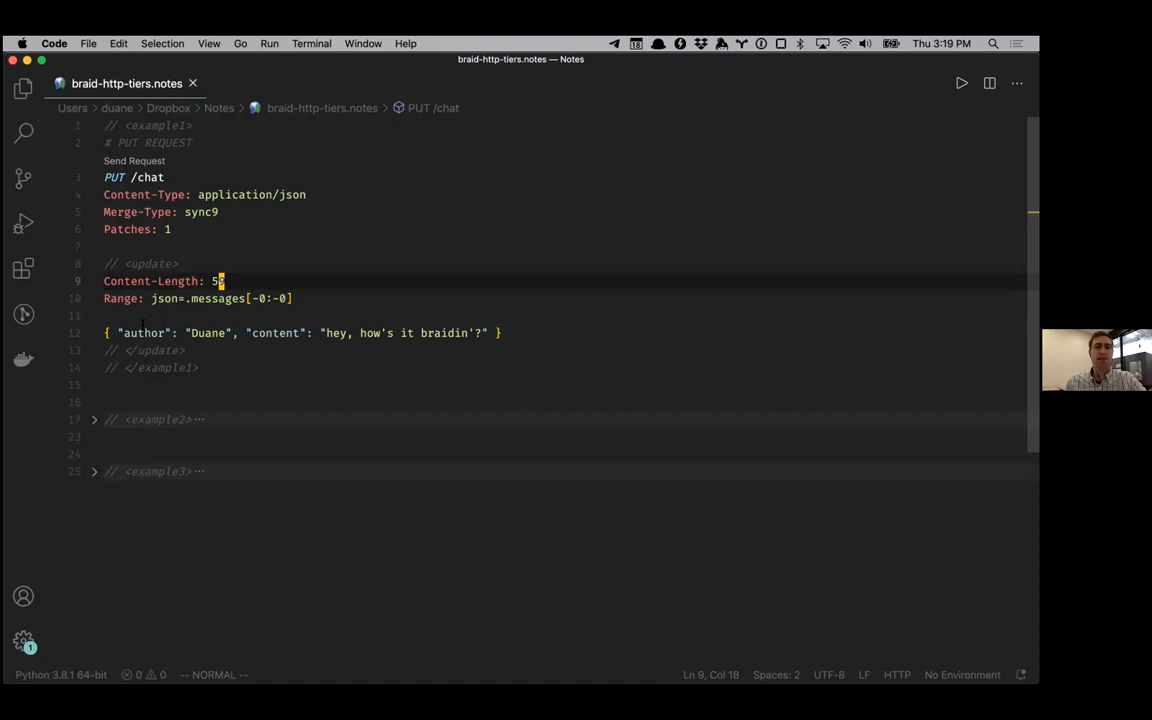 Code File Edit Selection View Go Run Terminal Window Help 18 Thu 3:19 PM
braid-http-tiers.notes — Notes
braid-http-tiers.notes
Users > duane > Dropbox > Notes > braid-http-tiers.notes > PUT /chat
1 // <example1>
2 # PUT REQUEST
Send Request
3 PUT /chat
4 Content-Type: application/json
5 Merge-Type: sync9
6 Patches: 1
7
8 // <update>
9 Content-Length: 59
10 Range: json=.messages[-0:-0]
11
12 { "author": "Duane", "content": "hey, how's it braidin'?" }
13 // </update>
14 // </example1>
15
16
17 // <example2>···
23
24
25 // <example3>···
1
Python 3.8.1 64-bit 0 0 -- NORMAL -- Ln 9, Col 18 Spaces: 2 UTF-8 LF HTTP No Environment